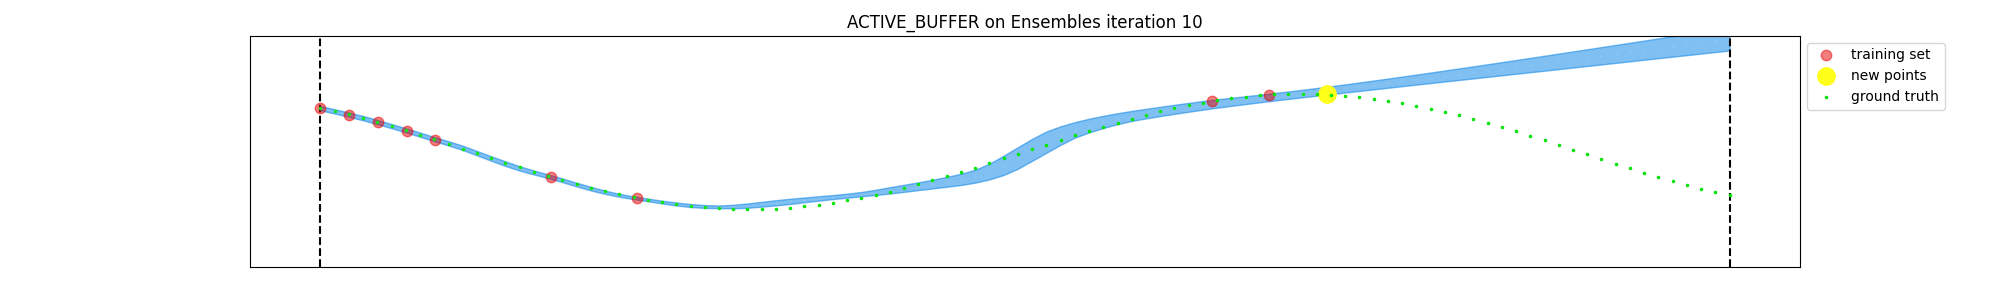 ACTIVE_BUFFER on Ensembles iteration 10
training set
new points
ground truth